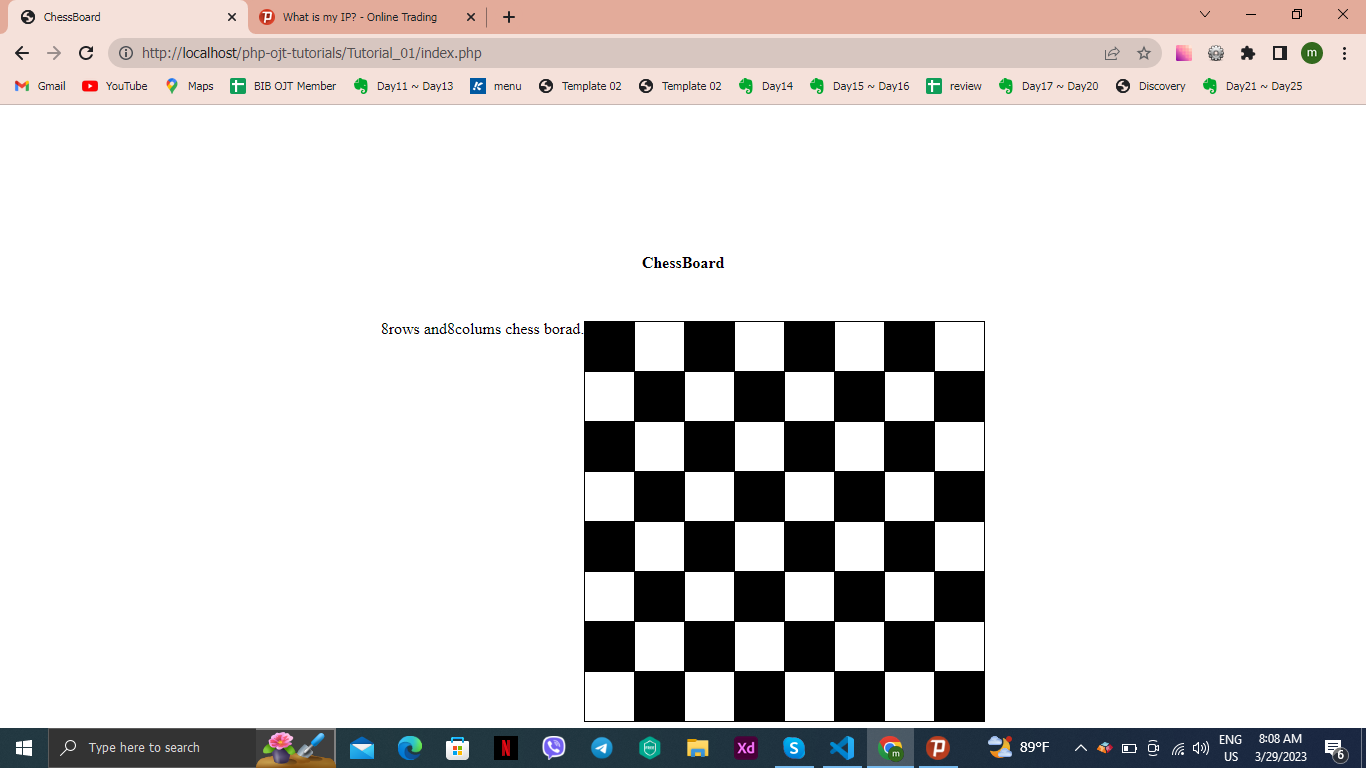 ChessBoard
What is my IP? - Online Trading
http://localhost/php-ojt-tutorials/Tutorial_01/index.php
m
Gmail YouTube Maps BIB OJT Member Day11 ~ Day13 menu Template 02 Template 02 Day14 Day15 ~ Day16 review Day17 ~ Day20 Discovery Day21 ~ Day25
ChessBoard
8rows and8colums chess borad.
Type here to search
N
Xd
S
m
89°F
ENG
US
8:08 AM
3/29/2023
6